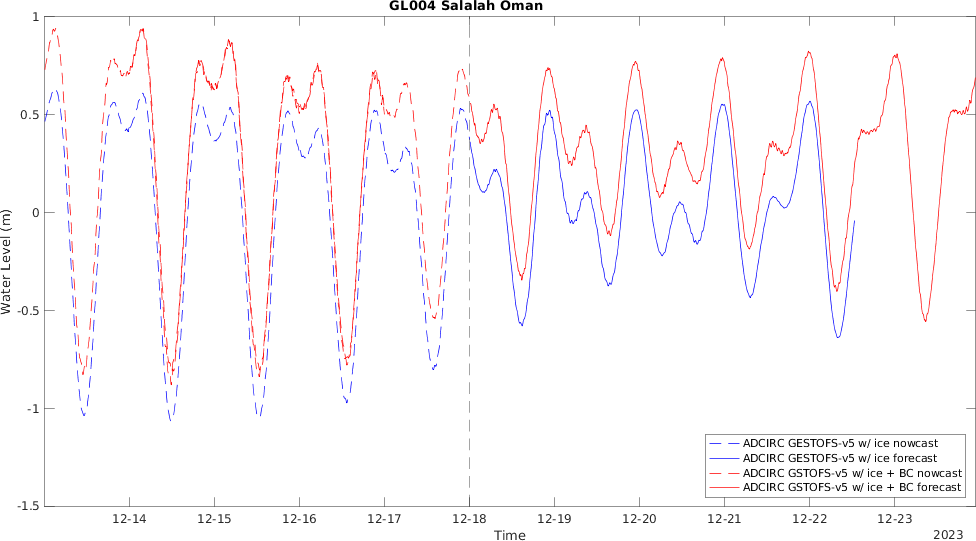 GL004 Salalah Oman
Water Level (m)
1
0.5
0
-0.5
-1
-1.5
12-14
12-15
12-16
12-17
12-18
12-19
12-20
12-21
12-22
12-23
Time
2023
ADCIRC GESTOFS-v5 w/ ice nowcast
ADCIRC GESTOFS-v5 w/ ice forecast
ADCIRC GSTOFS-v5 w/ ice + BC nowcast
ADCIRC GSTOFS-v5 w/ ice + BC forecast